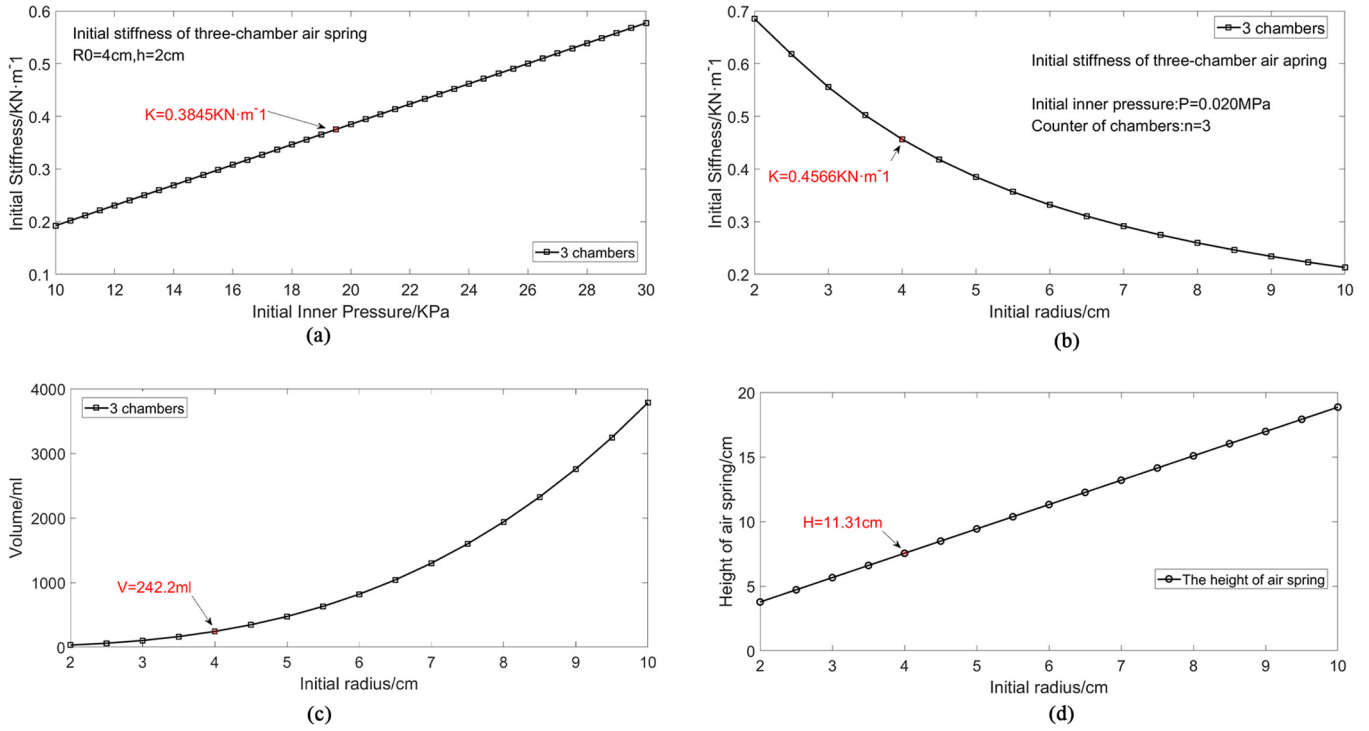 Initial stiffness of three-chamber air spring
R0=4cm,h=2cm
K=0.3845KN·m⁻1
3 chambers
Initial Stiffness/KN·m⁻1
0.6
0.5
0.4
0.3
0.2
0.1
10 12 14 16 18 20 22 24 26 28 30
Initial Inner Pressure/KPa
(a)
3 chambers
Initial stiffness of three-chamber air apring
Initial inner pressure:P=0.020MPa
Counter of chambers:n=3
K=0.4566KN·m⁻1
Initial Siffness/KN·m⁻1
0.7
0.6
0.5
0.4
0.3
0.2
2 3 4 5 6 7 8 9 10
Initial radius/cm
(b)
3 chambers
V=242.2ml
Volume/ml
4000
3000
2000
1000
0
2 3 4 5 6 7 8 9 10
Initial radius/cm
(c)
H=11.31cm
The height of air spring
Height of air spring/cm
20
15
10
5
0
2 3 4 5 6 7 8 9 10
Initial radius/cm
(d)